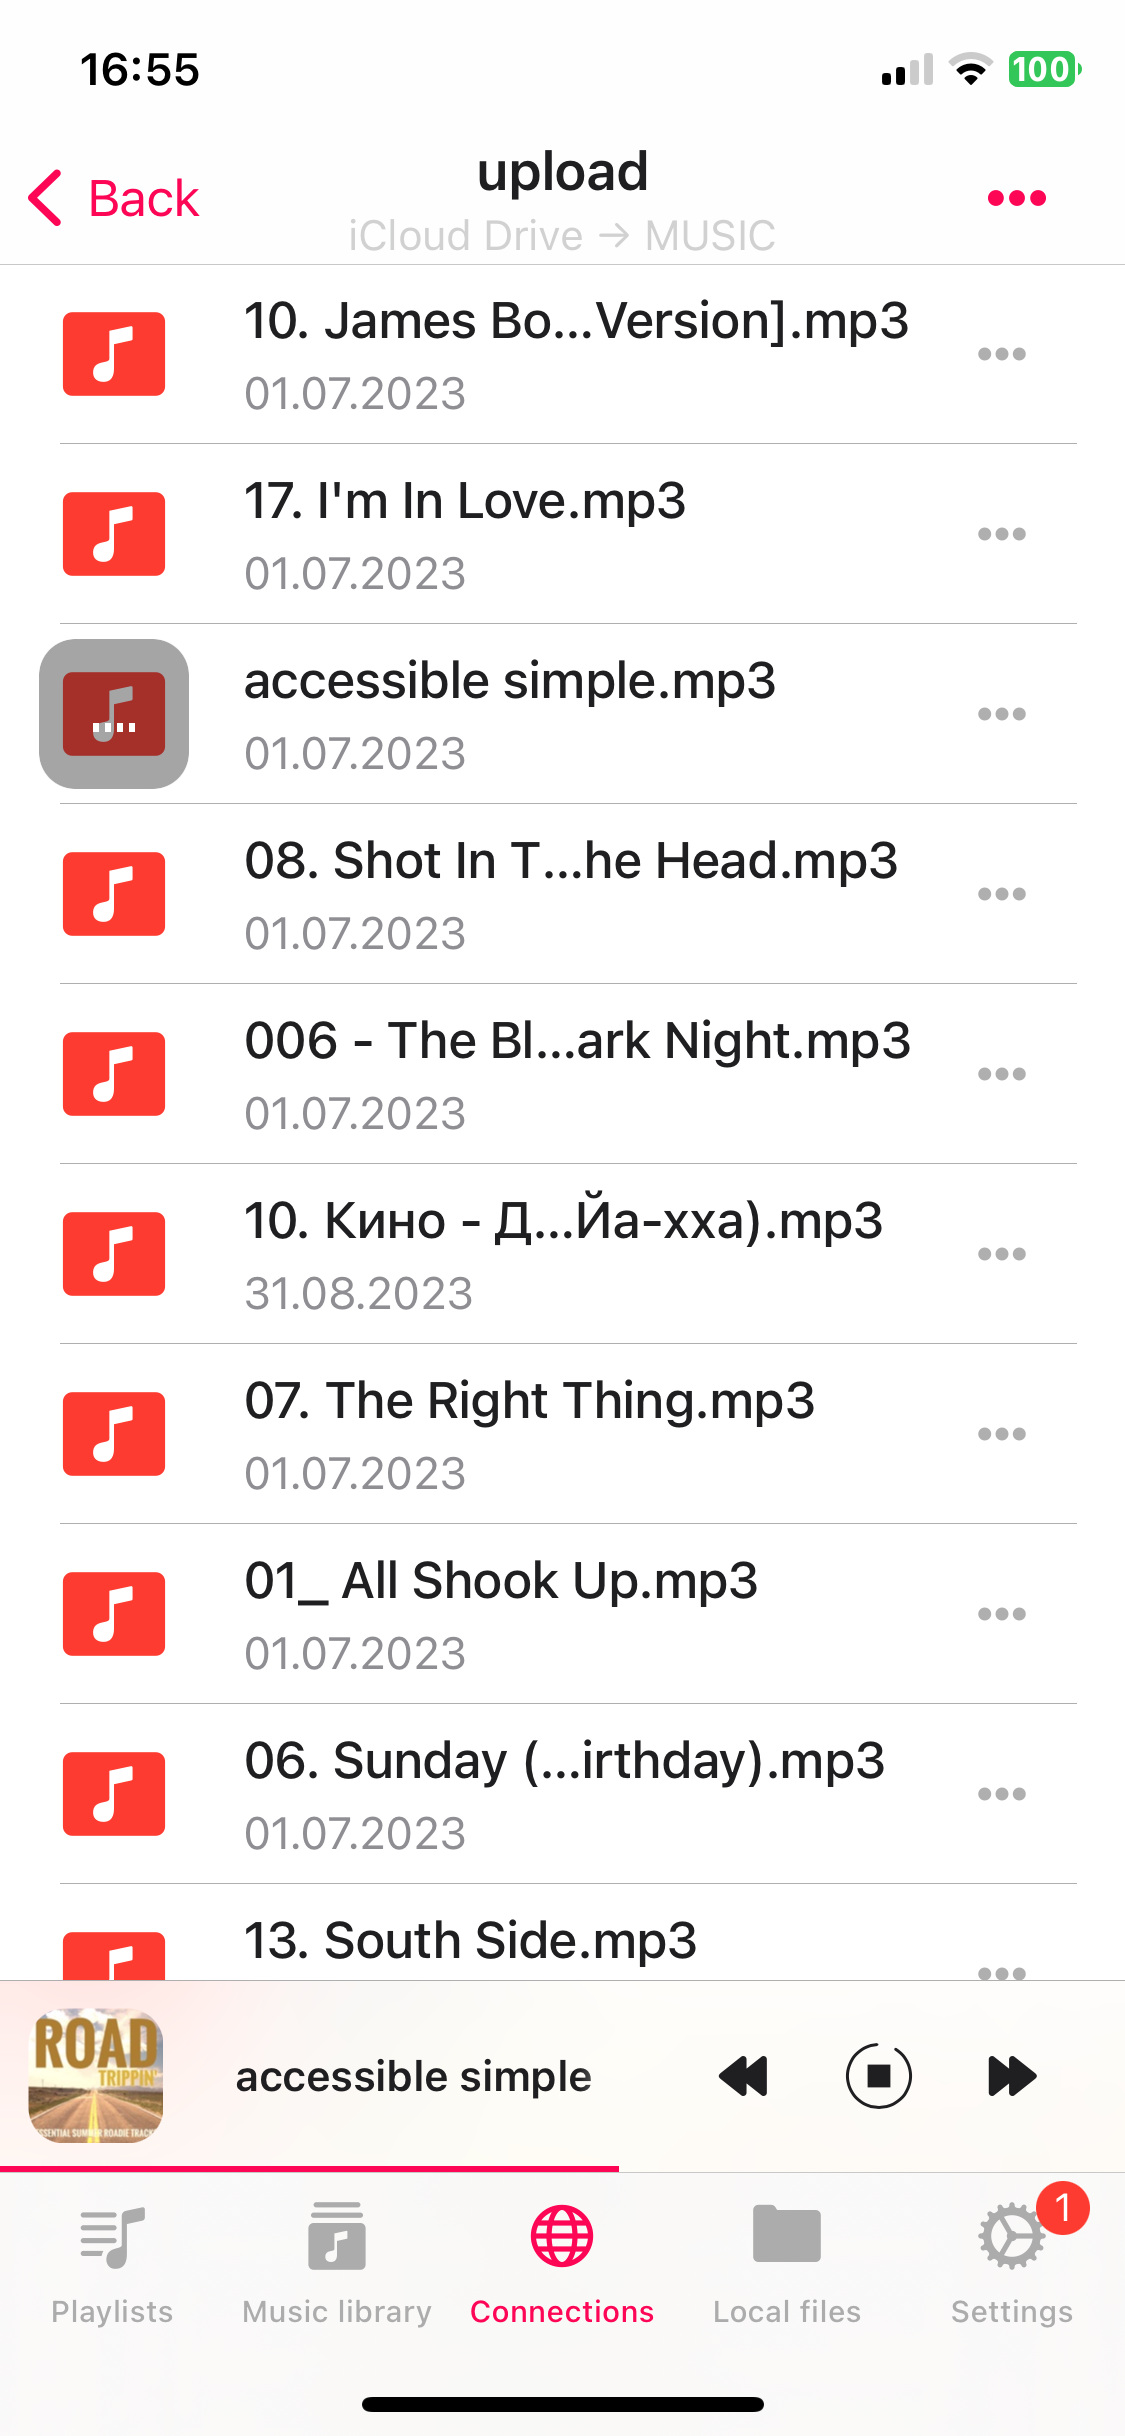 16:55
100
Back
upload
iCloud Drive → MUSIC
10. James Bo...Version].mp3
01.07.2023
17. I'm In Love.mp3
01.07.2023
accessible simple.mp3
01.07.2023
08. Shot In T...he Head.mp3
01.07.2023
006 - The Bl...ark Night.mp3
01.07.2023
10. Кино - Д...Йа-хха).mp3
31.08.2023
07. The Right Thing.mp3
01.07.2023
01_ All Shook Up.mp3
01.07.2023
06. Sunday (...irthday).mp3
01.07.2023
13. South Side.mp3
ROAD
TRIPPIN'
ESSENTIAL SUMMER ROADIE TRACKS
accessible simple
1
Playlists
Music library
Connections
Local files
Settings